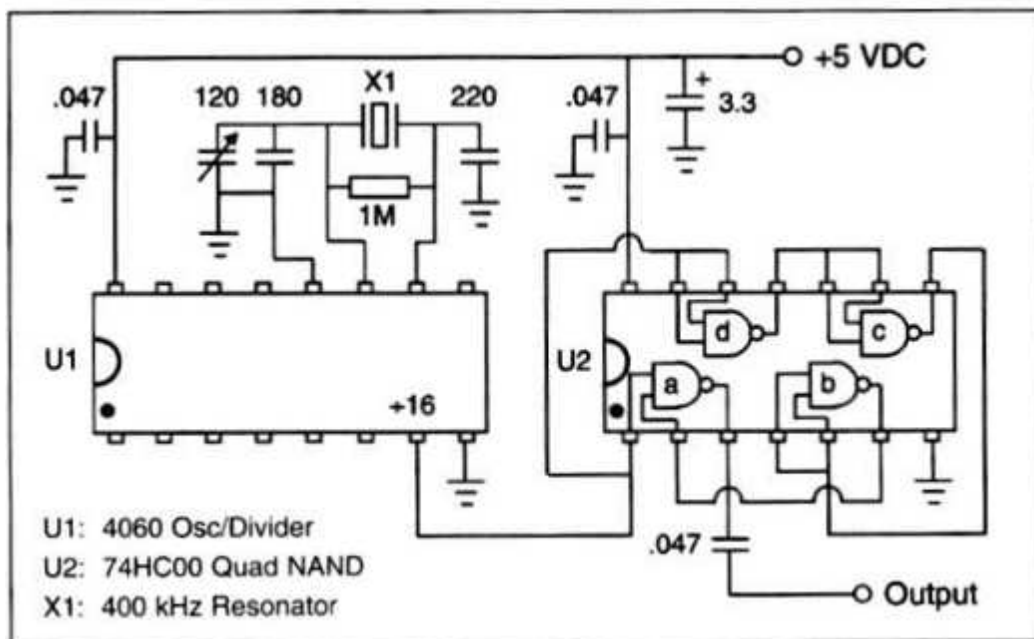 +5 VDC
.047
120
180
X1
220
.047
+
3.3
1M
U1
+16
U2
d
c
a
b
.047
Output
U1: 4060 Osc/Divider
U2: 74HC00 Quad NAND
X1: 400 kHz Resonator